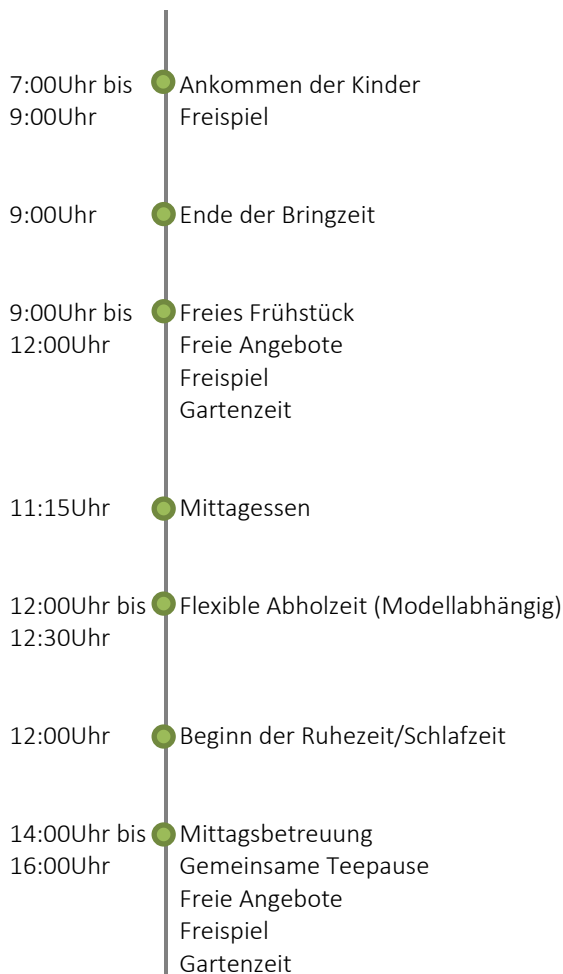 7:00Uhr bis Ankommen der Kinder
9:00Uhr Freispiel
9:00Uhr Ende der Bringzeit
9:00Uhr bis Freies Frühstück
12:00Uhr Freie Angebote
Freispiel
Gartenzeit
11:15Uhr Mittagessen
12:00Uhr bis Flexible Abholzeit (Modellabhängig)
12:30Uhr
12:00Uhr Beginn der Ruhezeit/Schlafzeit
14:00Uhr bis Mittagsbetreuung
16:00Uhr Gemeinsame Teepause
Freie Angebote
Freispiel
Gartenzeit